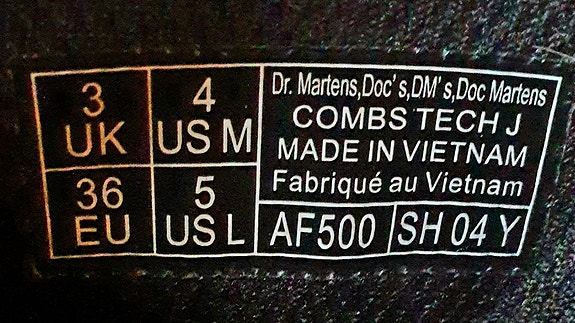 3
UK
4
US M
36
EU
5
US L
Dr. Martens,Doc's,DM's,Doc Martens
COMBS TECH J
MADE IN VIETNAM
Fabriqué au Vietnam
AF500
SH 04 Y